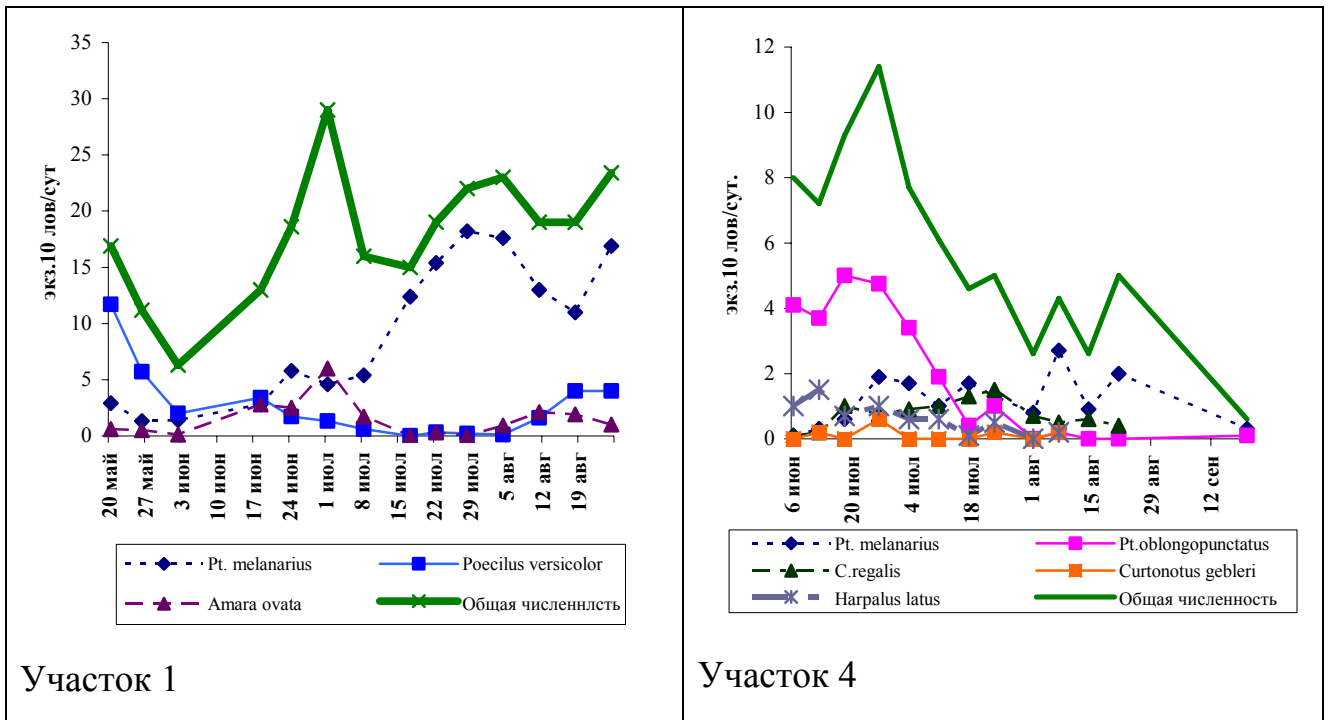 35
30
25
20
15
10
5
0
экз.10 лов/сут
20 май
27 май
3 июн
10 июн
17 июн
24 июн
1 июл
8 июл
15 июл
22 июл
29 июл
5 авг
12 авг
19 авг
Pt. melanarius
Poecilus versicolor
Amara ovata
Общая численнлсть
Участок 1
12
10
8
6
4
2
0
экз.10 лов/сут.
6 июн
20 июн
4 июл
18 июл
1 авг
15 авг
29 авг
12 сен
Pt. melanarius
Pt.oblongopunctatus
C.regalis
Curtonotus gebleri
Harpalus latus
Общая численность
Участок 4